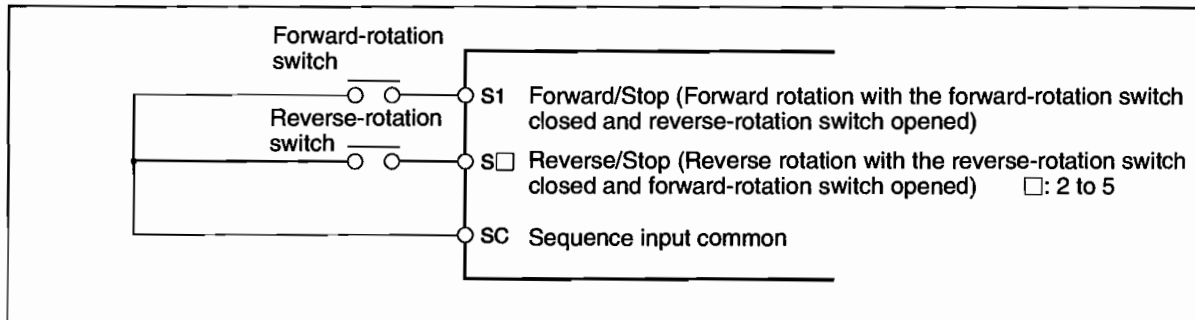 Forward-rotation
switch
S1 Forward/Stop (Forward rotation with the forward-rotation switch
closed and reverse-rotation switch opened)
Reverse-rotation
switch
S□ Reverse/Stop (Reverse rotation with the reverse-rotation switch
closed and forward-rotation switch opened) □: 2 to 5
SC Sequence input common